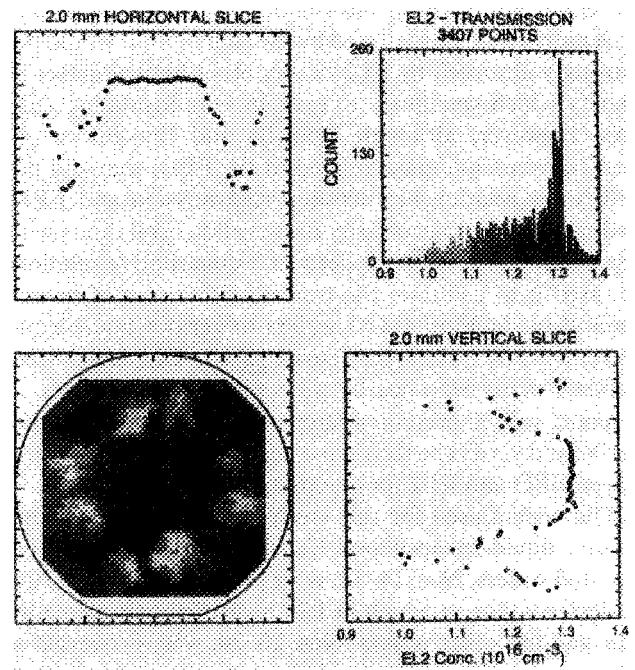 2.0 mm HORIZONTAL SLICE
EL2 - TRANSMISSION
3407 POINTS
260
130
0
COUNT
0.9 1.0 1.1 1.2 1.3 1.4
2.0 mm VERTICAL SLICE
0.9 1.0 1.1 1.2 1.3 1.4
EL2 Conc. (10^16 cm^-3)